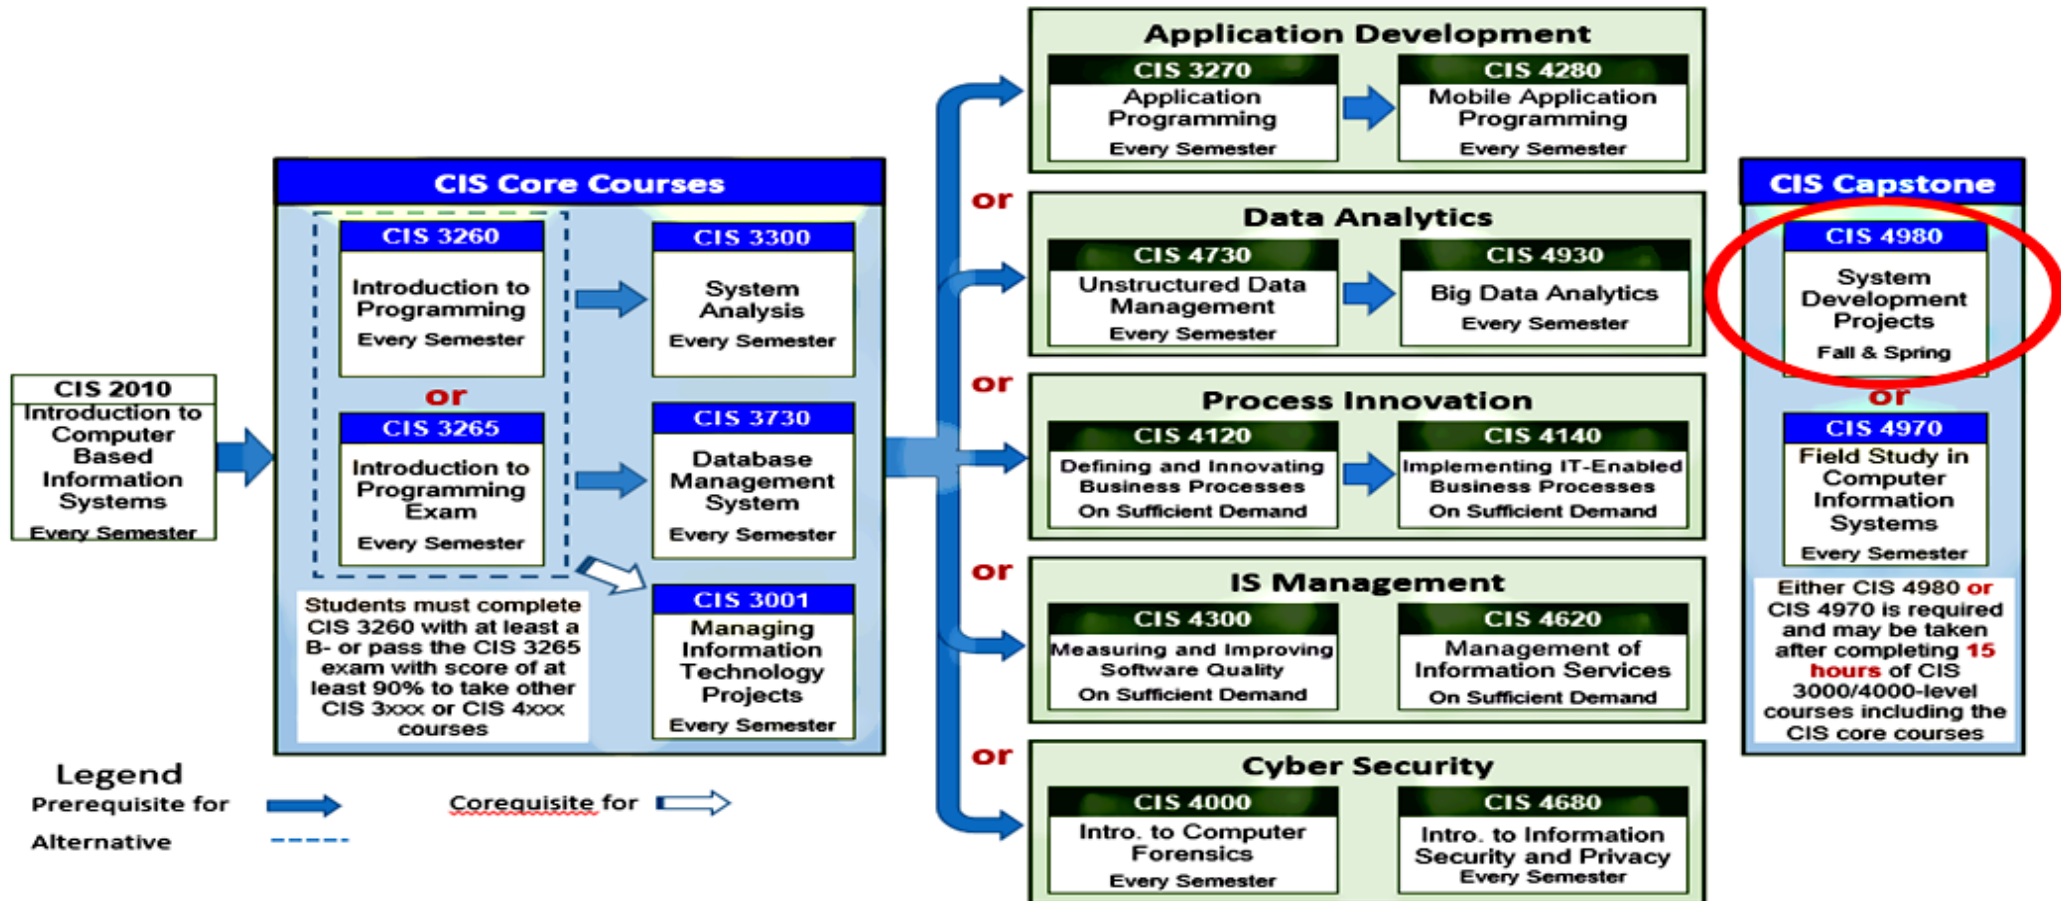 CIS 2010
Introduction to
Computer
Based
Information
Systems
Every Semester
CIS Core Courses
CIS 3260
Introduction to
Programming
Every Semester
or
CIS 3265
Introduction to
Programming
Exam
Every Semester
Students must complete
CIS 3260 with at least a
B- or pass the CIS 3265
exam with score of at
least 90% to take other
CIS 3xxx or CIS 4xxx
courses
CIS 3300
System
Analysis
Every Semester
CIS 3730
Database
Management
System
Every Semester
CIS 3001
Managing
Information
Technology
Projects
Every Semester
Application Development
CIS 3270
Application
Programming
Every Semester
CIS 4280
Mobile Application
Programming
Every Semester
or
Data Analytics
CIS 4730
Unstructured Data
Management
Every Semester
CIS 4930
Big Data Analytics
Every Semester
or
Process Innovation
CIS 4120
Defining and Innovating
Business Processes
On Sufficient Demand
CIS 4140
Implementing IT-Enabled
Business Processes
On Sufficient Demand
or
IS Management
CIS 4300
Measuring and Improving
Software Quality
On Sufficient Demand
CIS 4620
Management of
Information Services
On Sufficient Demand
or
Cyber Security
CIS 4000
Intro. to Computer
Forensics
Every Semester
CIS 4680
Intro. to Information
Security and Privacy
Every Semester
CIS Capstone
CIS 4980
System
Development
Projects
Fall & Spring
or
CIS 4970
Field Study in
Computer
Information
Systems
Every Semester
Either CIS 4980 or
CIS 4970 is required
and may be taken
after completing 15
hours of CIS
3000/4000-level
courses including the
CIS core courses
Legend
Prerequisite for
Corequisite for
Alternative